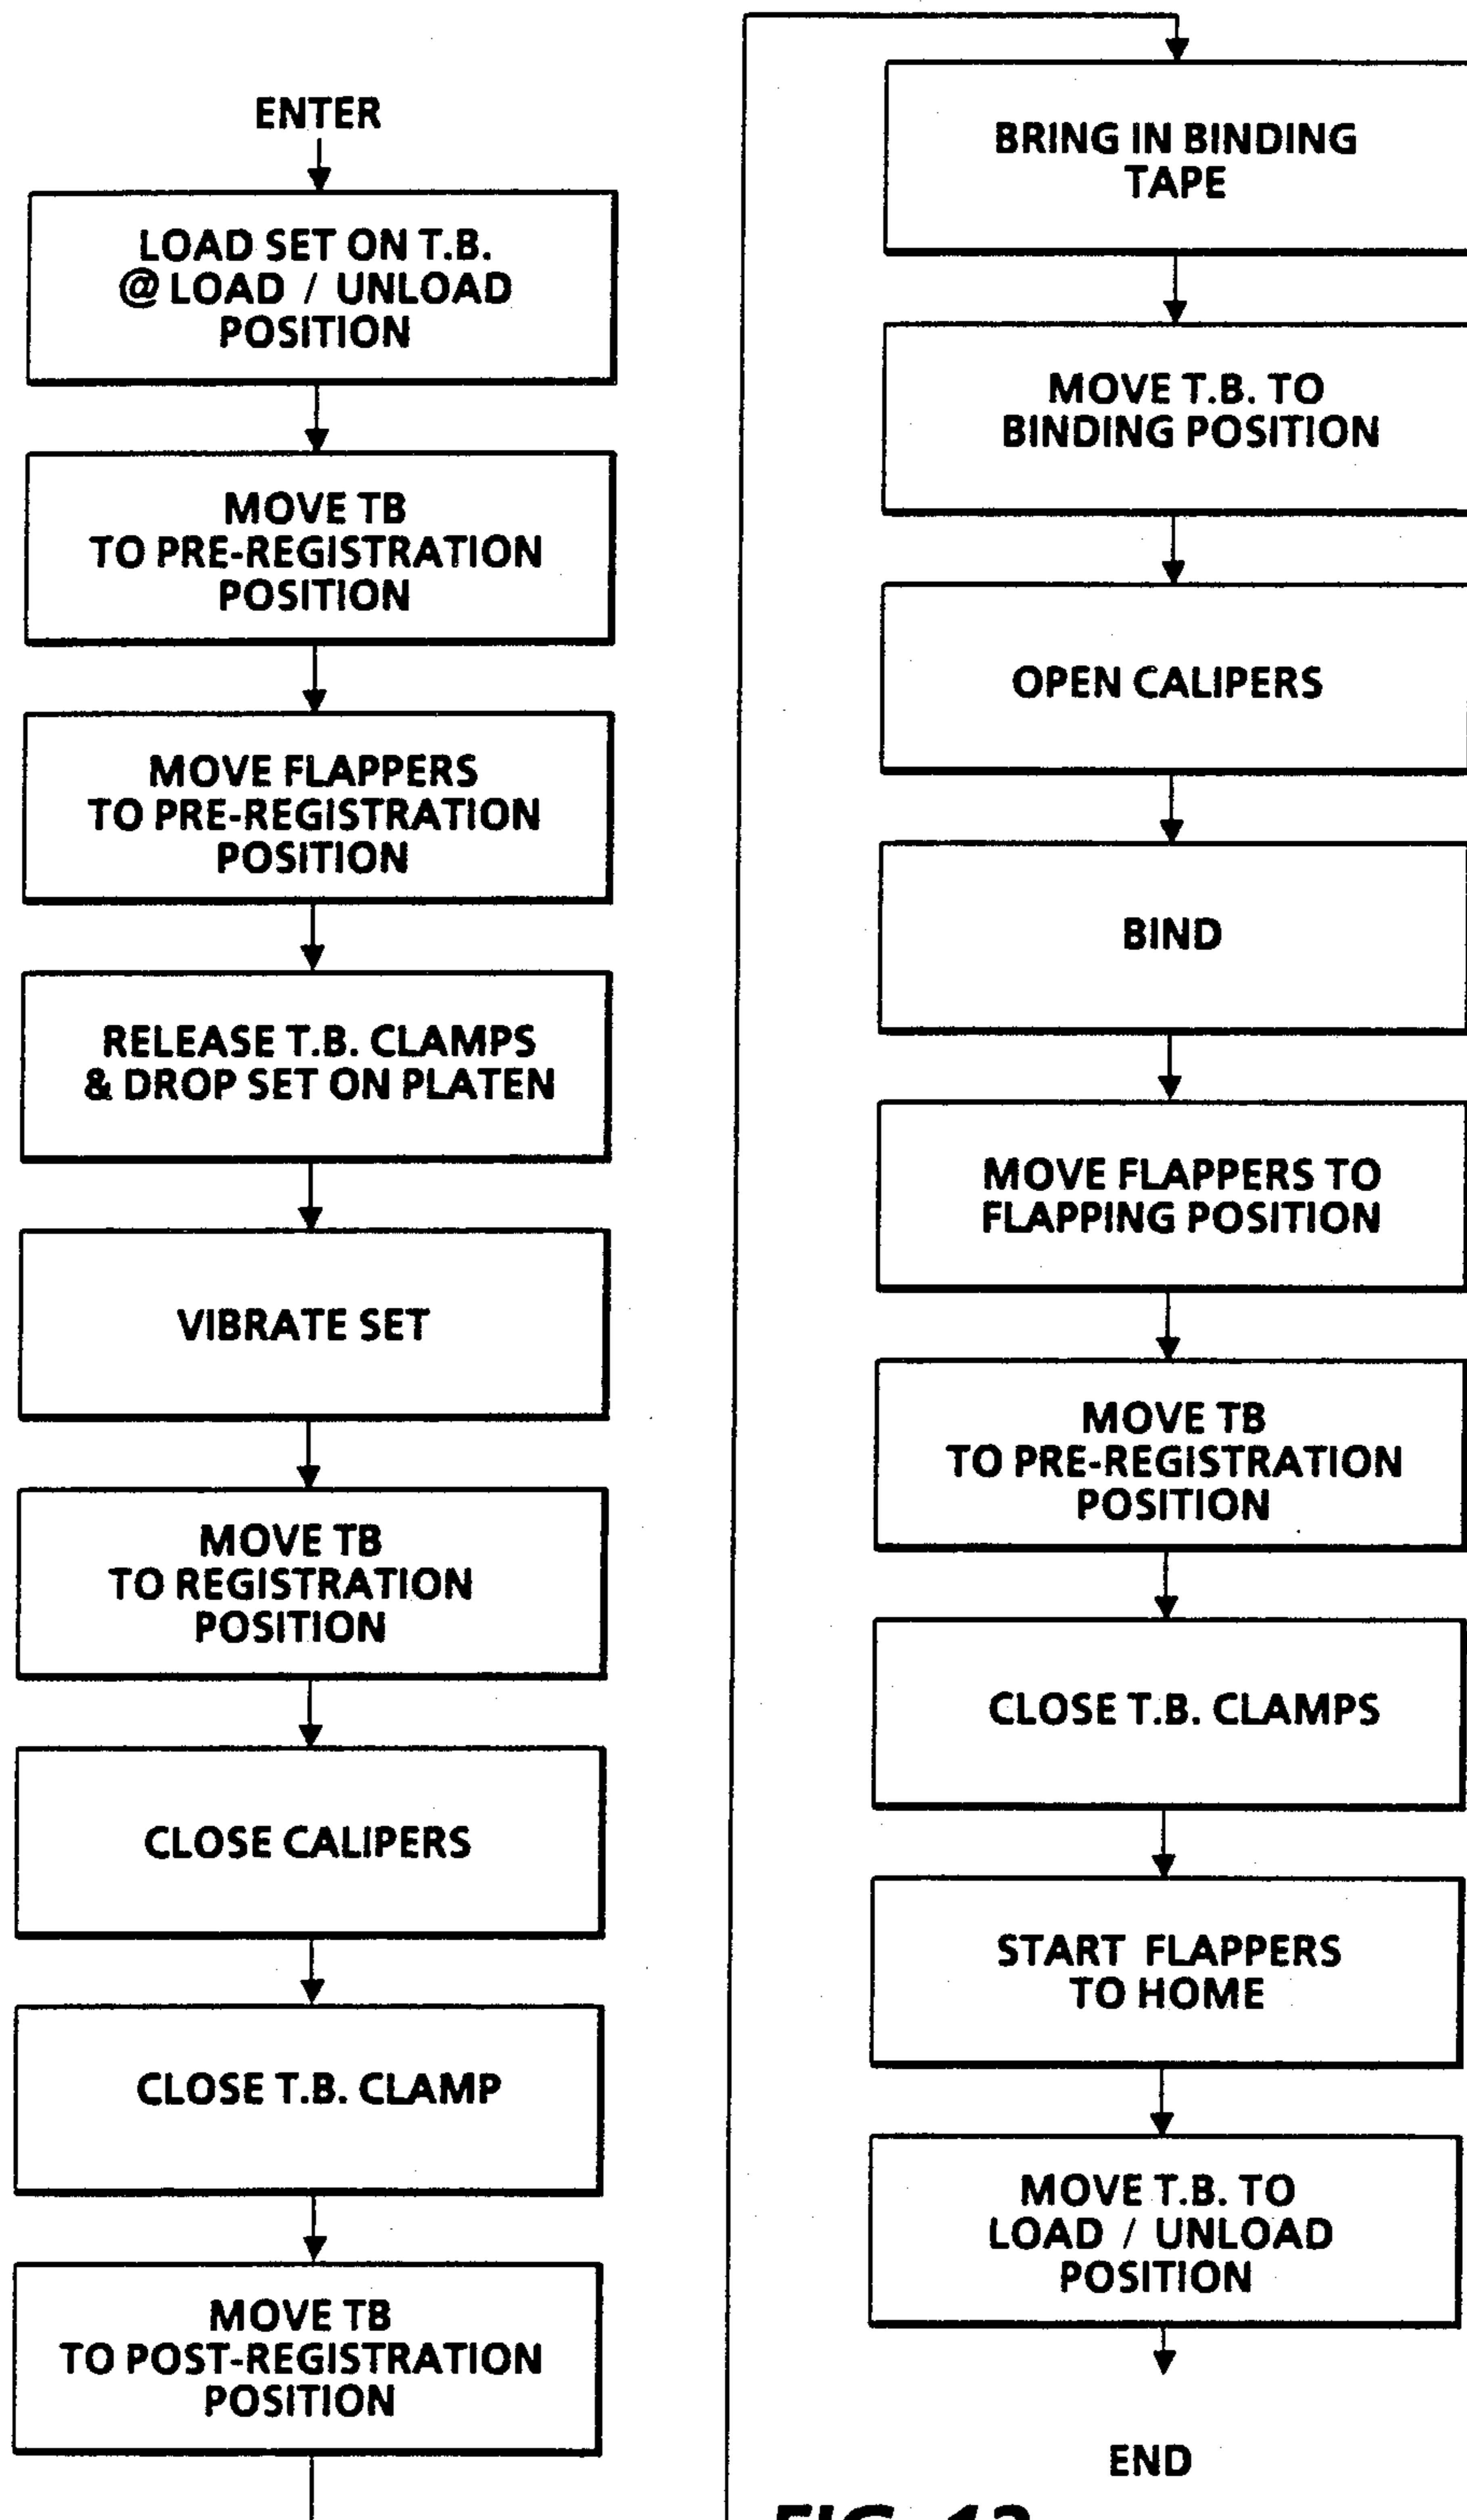 ENTER
LOAD SET ON T.B.
@ LOAD / UNLOAD
POSITION
MOVE TB
TO PRE-REGISTRATION
POSITION
MOVE FLAPPERS
TO PRE-REGISTRATION
POSITION
RELEASE T.B. CLAMPS
& DROP SET ON PLATEN
VIBRATE SET
MOVE TB
TO REGISTRATION
POSITION
CLOSE CALIPERS
CLOSE T.B. CLAMP
MOVE TB
TO POST-REGISTRATION
POSITION
BRING IN BINDING
TAPE
MOVE T.B. TO
BINDING POSITION
OPEN CALIPERS
BIND
MOVE FLAPPERS TO
FLAPPING POSITION
MOVE TB
TO PRE-REGISTRATION
POSITION
CLOSE T.B. CLAMPS
START FLAPPERS
TO HOME
MOVE T.B. TO
LOAD / UNLOAD
POSITION
END